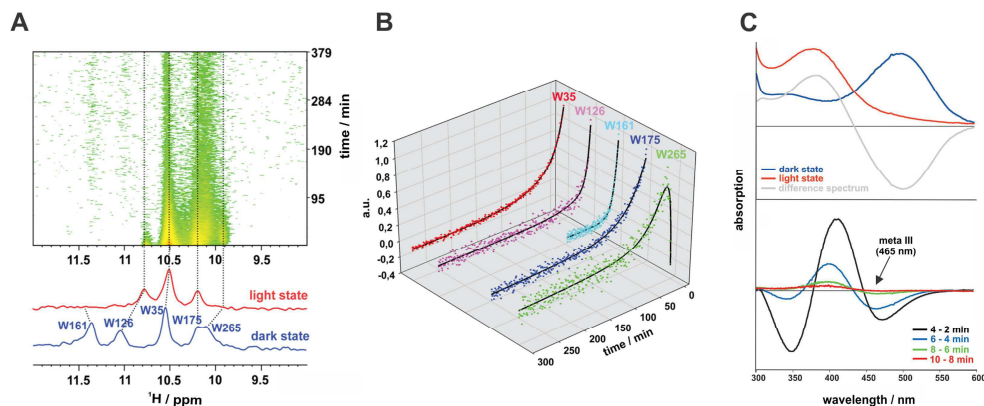 A
379
284
190
95
time / min
11.5
11
10.5
10
9.5
W35
light state
W161
W126
W175
W265
dark state
11.5
11
10.5
10
9.5
¹H / ppm
B
W35
W126
W161
W175
W265
1,2
1,0
0,8
0,6
0,4
0,2
0,0
-0,2
-0,4
a.u.
0
50
100
150
200
250
300
time / min
C
dark state
light state
difference spectrum
absorption
meta III
(465 nm)
4 - 2 min
6 - 4 min
8 - 6 min
10 - 8 min
300
350
400
450
500
550
600
wavelength / nm